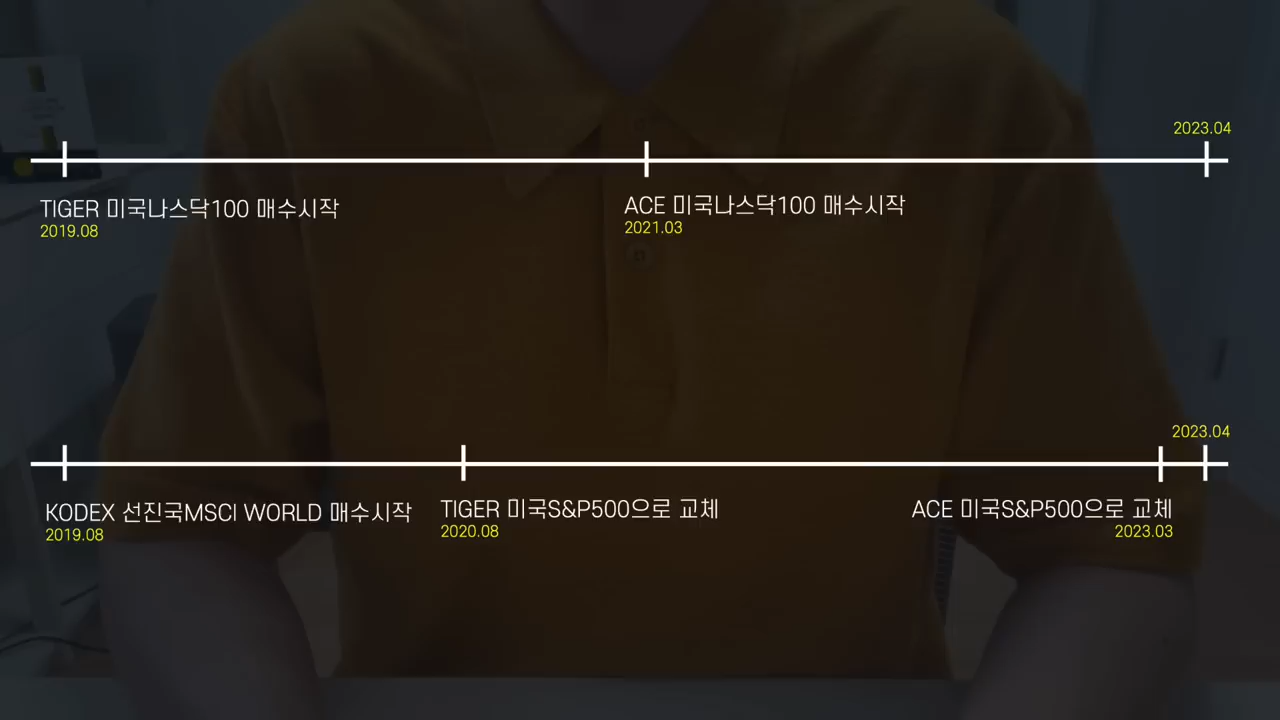 2023.04
TIGER 미국나스닥100 매수시작
2019.08
ACE 미국나스닥100 매수시작
2021.03
2023.04
KODEX 선진국MSCI WORLD 매수시작
2019.08
TIGER 미국S&P500으로 교체
2020.08
ACE 미국S&P500으로 교체
2023.03